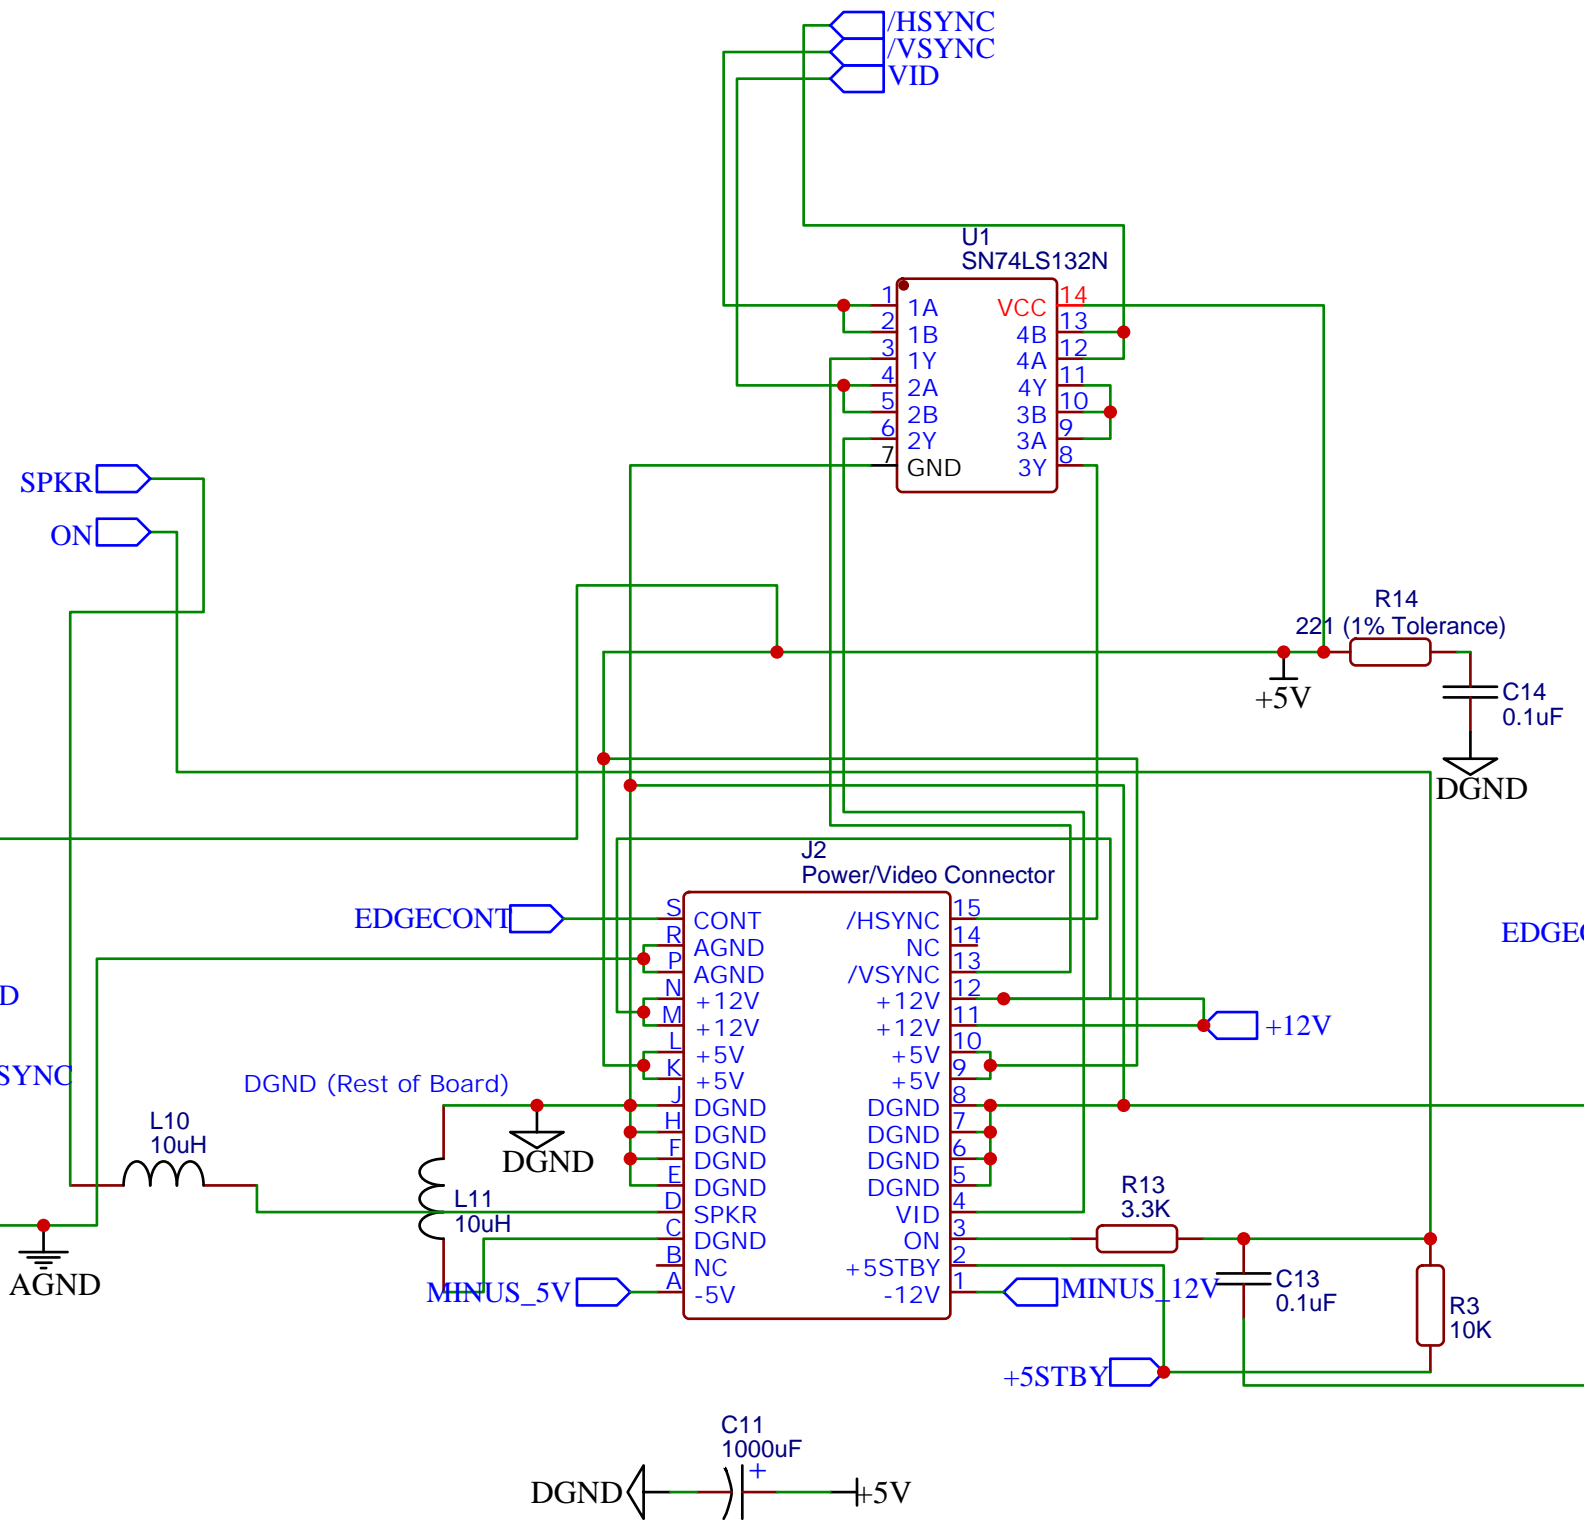 /HSYNC
/VSYNC
VID
U1
SN74LS132N
1 1A
2 1B
3 1Y
4 2A
5 2B
6 2Y
7 GND
VCC 14
4B 13
4A 12
4Y 11
3B 10
3A 9
3Y 8
SPKR
ON
R14
221 (1% Tolerance)
+5V
C14
0.1uF
DGND
J2
Power/Video Connector
EDGECONT
S CONT
R AGND
P AGND
N +12V
M +12V
L +5V
K +5V
J DGND
H DGND
F DGND
E DGND
D SPKR
C DGND
B NC
A -5V
/HSYNC 15
NC 14
/VSYNC 13
+12V 12
+12V 11
+5V 10
+5V 9
DGND 8
DGND 7
DGND 6
DGND 5
VID 4
ON 3
+5STBY 2
-12V 1
EDGEC
D
+12V
SYNC
DGND (Rest of Board)
L10
10uH
DGND
L11
10uH
AGND
MINUS_5V
R13
3.3K
MINUS_12V
C13
0.1uF
R3
10K
+5STBY
C11
1000uF
+
DGND
+5V